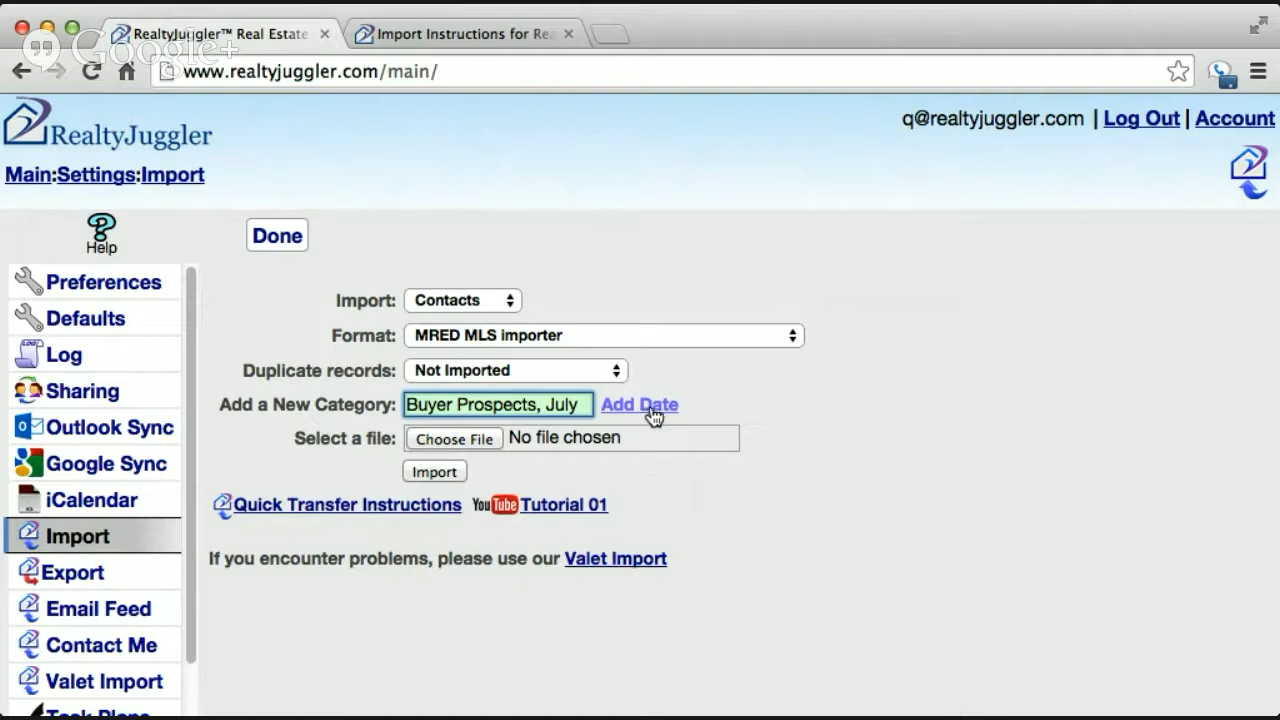 RealtyJuggler™ Real Estate
Import Instructions for Re
Google+
www.realtyjuggler.com/main/
RealtyJuggler
q@realtyjuggler.com | Log Out | Account
Main:Settings:Import
Help
Done
Preferences
Defaults
Log
Sharing
Outlook Sync
Google Sync
iCalendar
Import
Export
Email Feed
Contact Me
Valet Import
Task Plans
Import: Contacts
Format: MRED MLS importer
Duplicate records: Not Imported
Add a New Category: Buyer Prospects, July Add Date
Select a file: Choose File No file chosen
Import
Quick Transfer Instructions YouTube Tutorial 01
If you encounter problems, please use our Valet Import